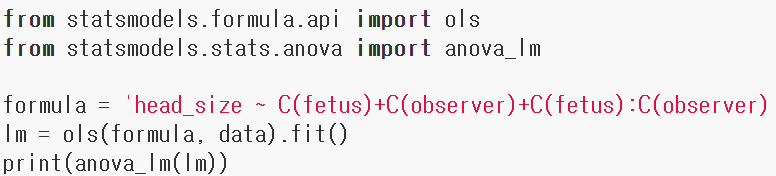 from statsmodels.formula.api import ols
from statsmodels.stats.anova import anova_lm
formula = 'head_size ~ C(fetus)+C(observer)+C(fetus):C(observer)
lm = ols(formula, data).fit()
print(anova_lm(lm))